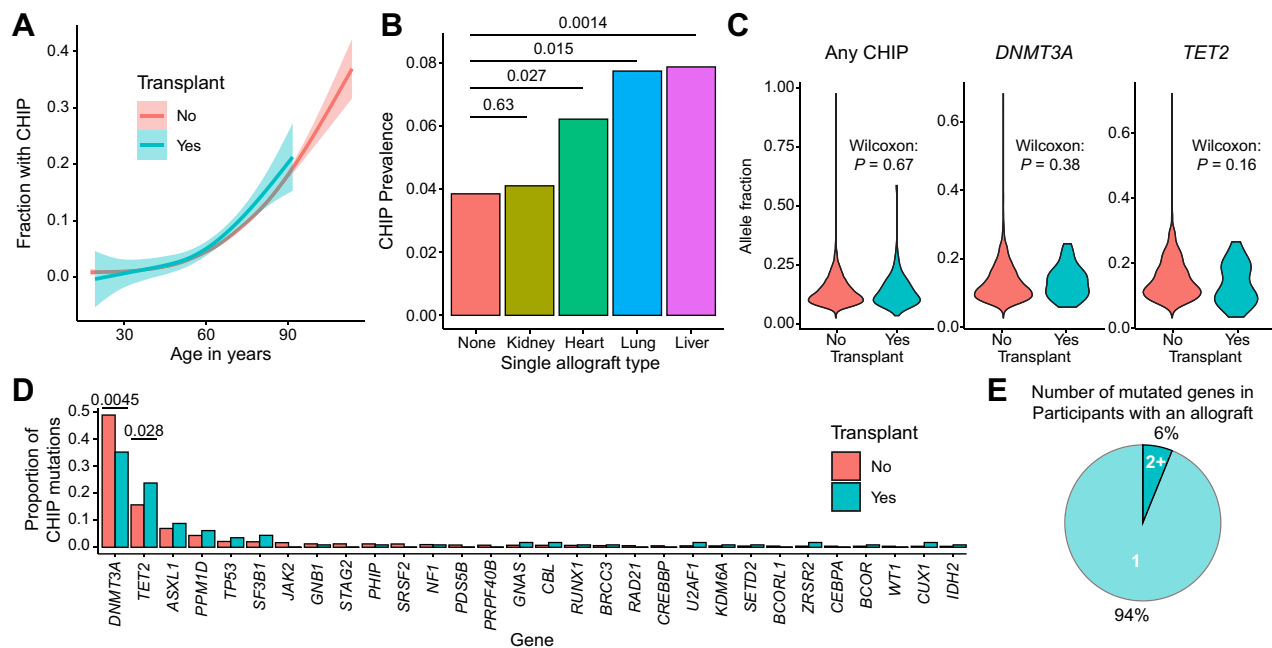 A
Fraction with CHIP
0.4
0.3
0.2
0.1
0.0
Transplant
No
Yes
30
60
90
Age in years
B
CHIP Prevalence
0.08
0.06
0.04
0.02
0.00
0.0014
0.015
0.027
0.63
None
Kidney
Heart
Lung
Liver
Single allograft type
C
Allele fraction
Any CHIP
1.00
0.75
0.50
0.25
0.00
Wilcoxon:
P = 0.67
No
Yes
Transplant
DNMT3A
0.6
0.4
0.2
0.0
Wilcoxon:
P = 0.38
No
Yes
Transplant
TET2
0.6
0.4
0.2
0.0
Wilcoxon:
P = 0.16
No
Yes
Transplant
D
Proportion of
CHIP mutations
0.5
0.4
0.3
0.2
0.1
0.0
0.0045
0.028
Transplant
No
Yes
DNMT3A
TET2
ASXL1
PPM1D
TP53
SF3B1
JAK2
GNB1
STAG2
PHIP
SRSF2
NF1
PDS5B
PRPF40B
GNAS
CBL
RUNX1
BRCC3
RAD21
CREBBP
U2AF1
KDM6A
SETD2
BCORL1
ZRSR2
CEBPA
BCOR
WT1
CUX1
IDH2
Gene
E
Number of mutated genes in
Participants with an allograft
6%
2+
1
94%